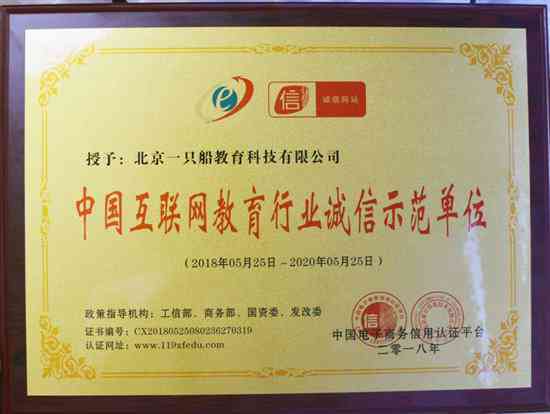 e
信 诚信网站
授予：北京一只船教育科技有限公司
中国互联网教育行业诚信示范单位
（2018年05月25日－2020年05月25日）
政策指导机构：工信部、商务部、国资委、发改委
证书编号：CX20180525080236270319
认证网址：www.119xfedu.com
信
中国电子商务信用认证平台
二零一八年